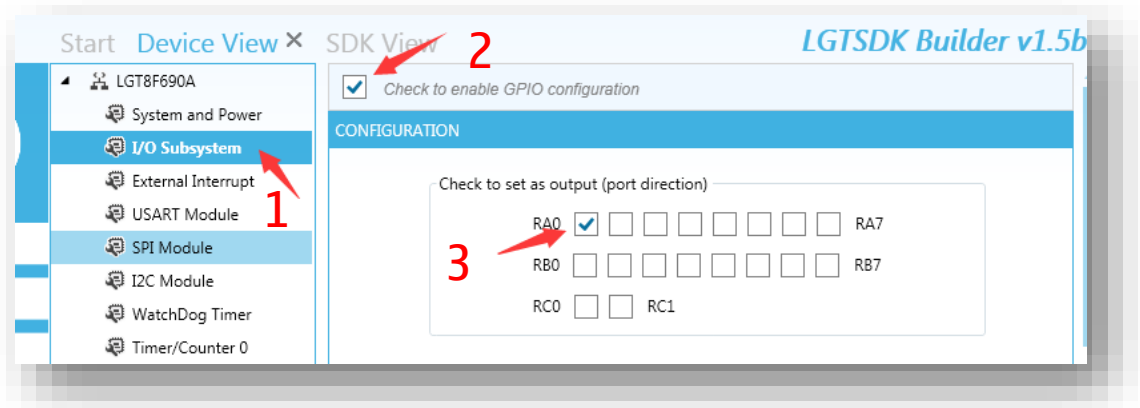 Start Device View × SDK View
LGTSDK Builder v1.5b
2
LGT8F690A
Check to enable GPIO configuration
System and Power
CONFIGURATION
I/O Subsystem
External Interrupt
Check to set as output (port direction)
1
USART Module
RA0 RA7
SPI Module
3
RB0 RB7
I2C Module
RC0 RC1
WatchDog Timer
Timer/Counter 0